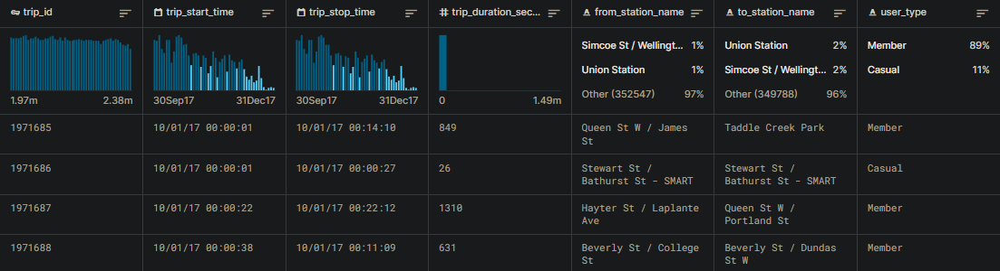 trip_id trip_start_time trip_stop_time trip_duration_sec... from_station_name to_station_name user_type
Simcoe St / Wellingt... 1% Union Station 2% Member 89%
Union Station 1% Simcoe St / Wellingt... 2% Casual 11%
Other (352547) 97% Other (349788) 96%
1.97m 2.38m 30Sep17 31Dec17 30Sep17 31Dec17 0 1.49m
1971685 10/01/17 00:00:01 10/01/17 00:14:10 849 Queen St W / James Taddle Creek Park Member
St
1971686 10/01/17 00:00:01 10/01/17 00:00:27 26 Stewart St / Stewart St / Casual
Bathurst St - SMART Bathurst St - SMART
1971687 10/01/17 00:00:22 10/01/17 00:22:12 1310 Hayter St / Laplante Queen St W / Member
Ave Portland St
1971688 10/01/17 00:00:38 10/01/17 00:11:09 631 Beverly St / College Beverly St / Dundas Member
St St W